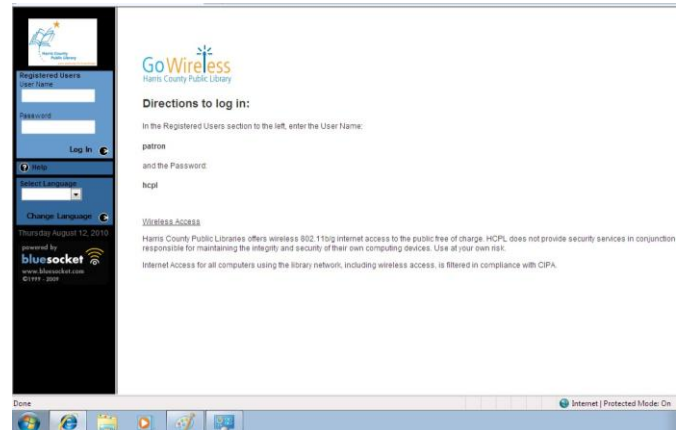 Harris County
Public Library
Registered Users
User Name
Password
Log In
Help
Select Language
Change Language
Thursday August 12, 2010
powered by
bluesocket
www.bluesocket.com
©1999 - 2009
Go Wireless
Harris County Public Library
Directions to log in:
In the Registered Users section to the left, enter the User Name:
patron
and the Password:
hcpl
Wireless Access
Harris County Public Libraries offers wireless 802.11b/g internet access to the public free of charge. HCPL does not provide security services in conjunction
responsible for maintaining the integrity and security of their own computing devices. Use at your own risk.
Internet Access for all computers using the library network, including wireless access, is filtered in compliance with CIPA.
Done
Internet | Protected Mode: On